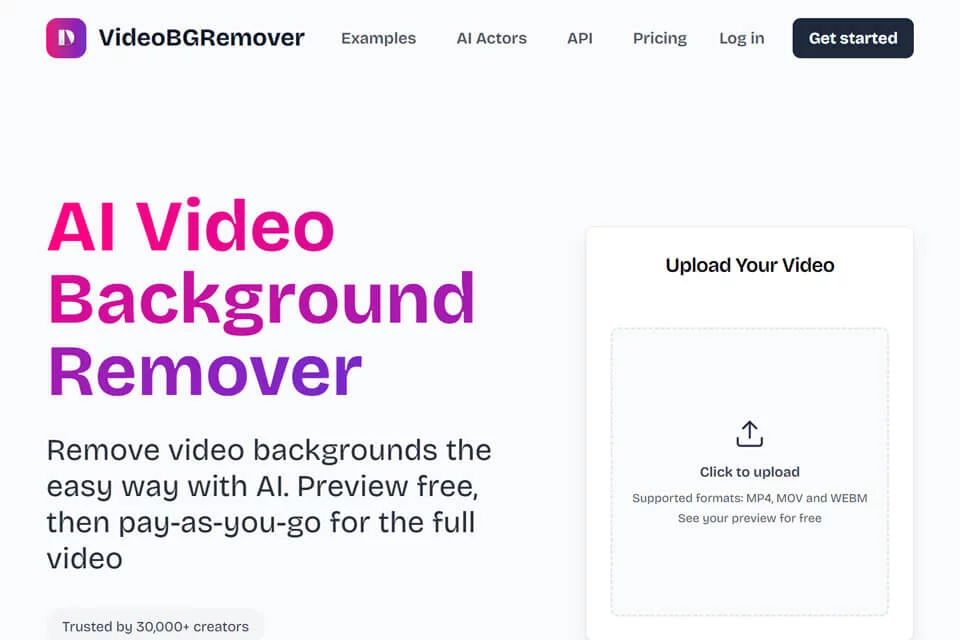 VideoBGRemover
Examples
AI Actors
API
Pricing
Log in
Get started
AI Video
Background
Remover
Remove video backgrounds the
easy way with AI. Preview free,
then pay-as-you-go for the full
video
Trusted by 30,000+ creators
Upload Your Video
Click to upload
Supported formats: MP4, MOV and WEBM
See your preview for free